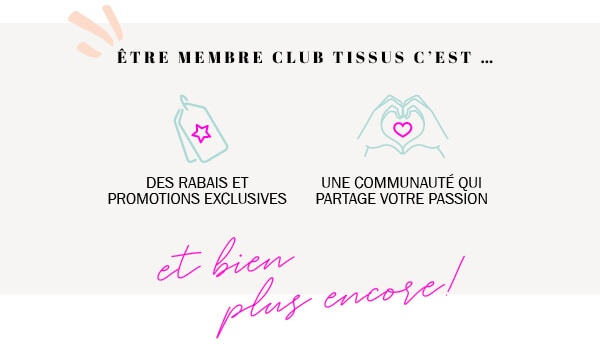 ÊTRE MEMBRE CLUB TISSUS C’EST ...
DES RABAIS ET
PROMOTIONS EXCLUSIVES
UNE COMMUNAUTÉ QUI
PARTAGE VOTRE PASSION
et bien
plus encore!